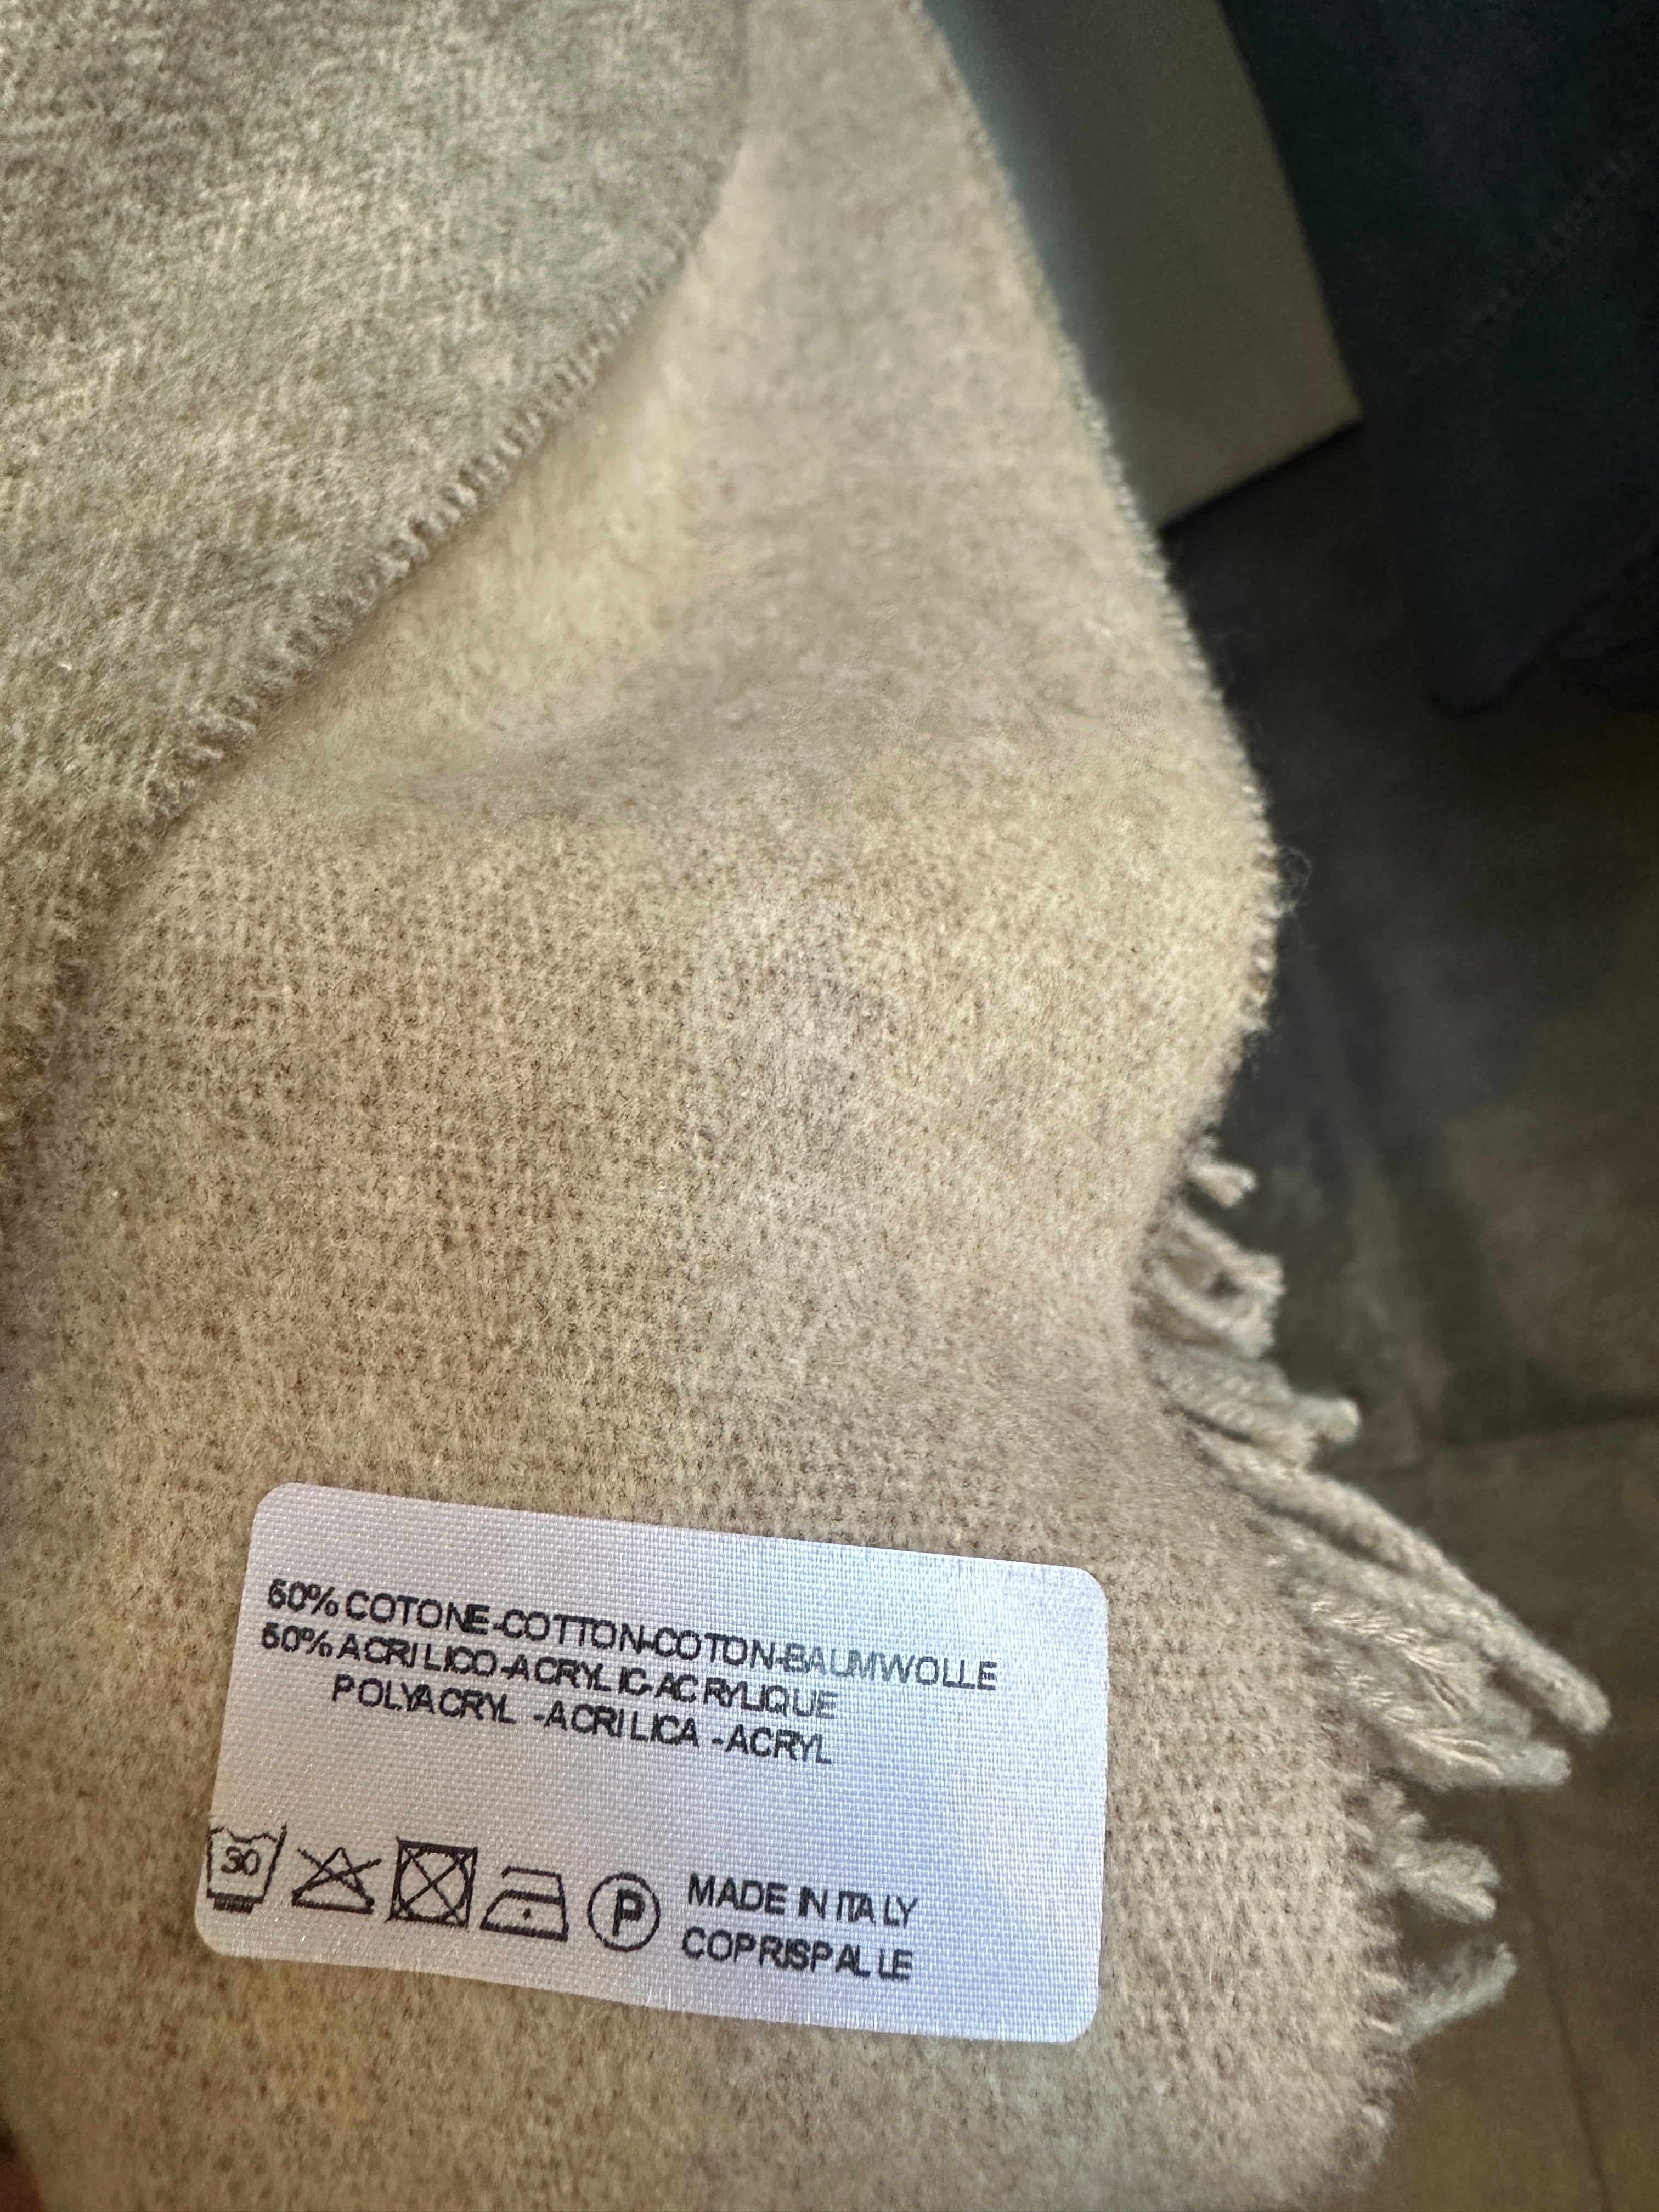 50% COTONE-COTTON-COTON-BAUMWOLLE
50% ACRILICO-ACRYLIC-ACRYLIQUE
POLYACRYL -ACRILICA -ACRYL
30
P
MADE IN ITALY
COPRISPALLE